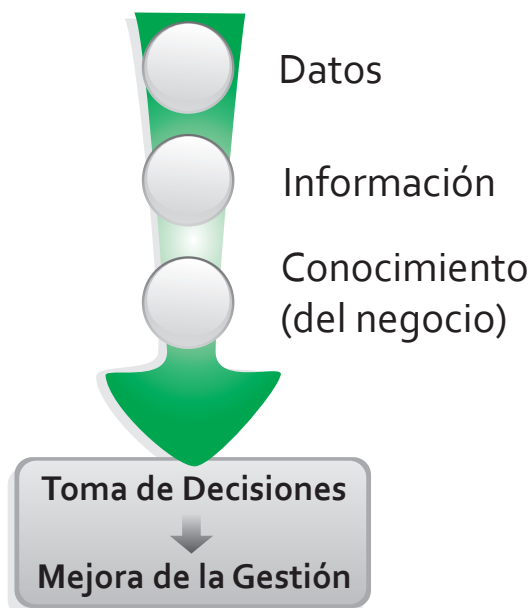 Datos
Información
Conocimiento
(del negocio)
Toma de Decisiones
Mejora de la Gestión